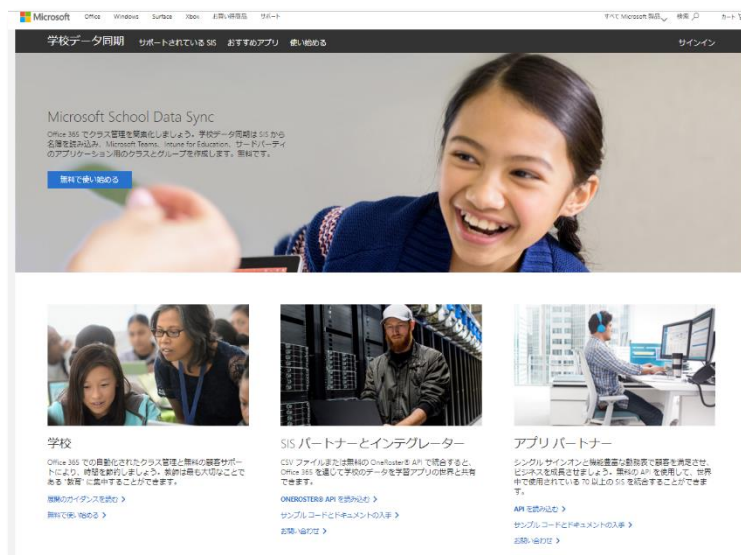 Microsoft Office Windows Surface Xbox お買い得商品 サポート すべて Microsoft 製品 検索 カート
学校データ同期 サポートされている SIS おすすめアプリ 使い始める サインイン
Microsoft School Data Sync
Office 365 でクラス管理を簡素化しましょう。学校データ同期は SIS から
名簿を読み込み、Microsoft Teams、Intune for Education、サードパーティ
のアプリケーション用のクラスとグループを作成します。無料です。
無料で使い始める
学校
Office 365 での自動化されたクラス管理と無料の顧客サポー
トにより、時間を節約しましょう。教師は最も大切なことで
ある "教育" に集中することができます。
展開のガイダンスを読む >
無料で使い始める >
SIS パートナーとインテグレーター
CSV ファイルまたは無料の OneRoster® API で統合すると、
Office 365 を通じて学校のデータを学習アプリの世界と共有
できます。
ONEROSTER® API を読み込む >
サンプル コードとドキュメントの入手 >
お問い合わせ >
アプリ パートナー
シングル サインオンと機能豊富な勤務表で顧客を満足させ、
ビジネスを成長させましょう。無料の API を使用して、世界
中で使用されている 70 以上の SIS を統合することができま
す。
API を読み込む >
サンプル コードとドキュメントの入手 >
お問い合わせ >